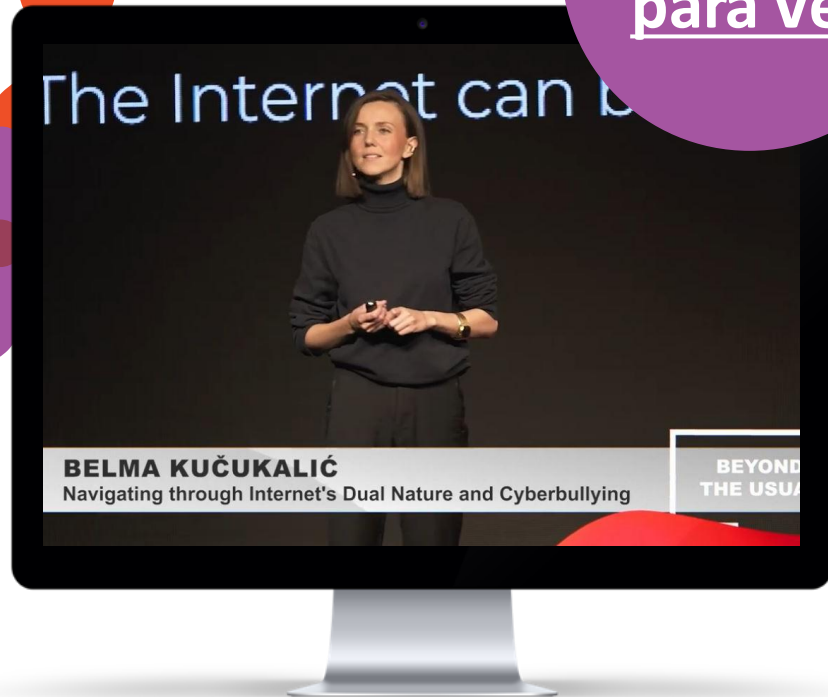 para ve
The Internet can b
BELMA KUČUKALIĆ
Navigating through Internet's Dual Nature and Cyberbullying
BEYOND
THE USUA